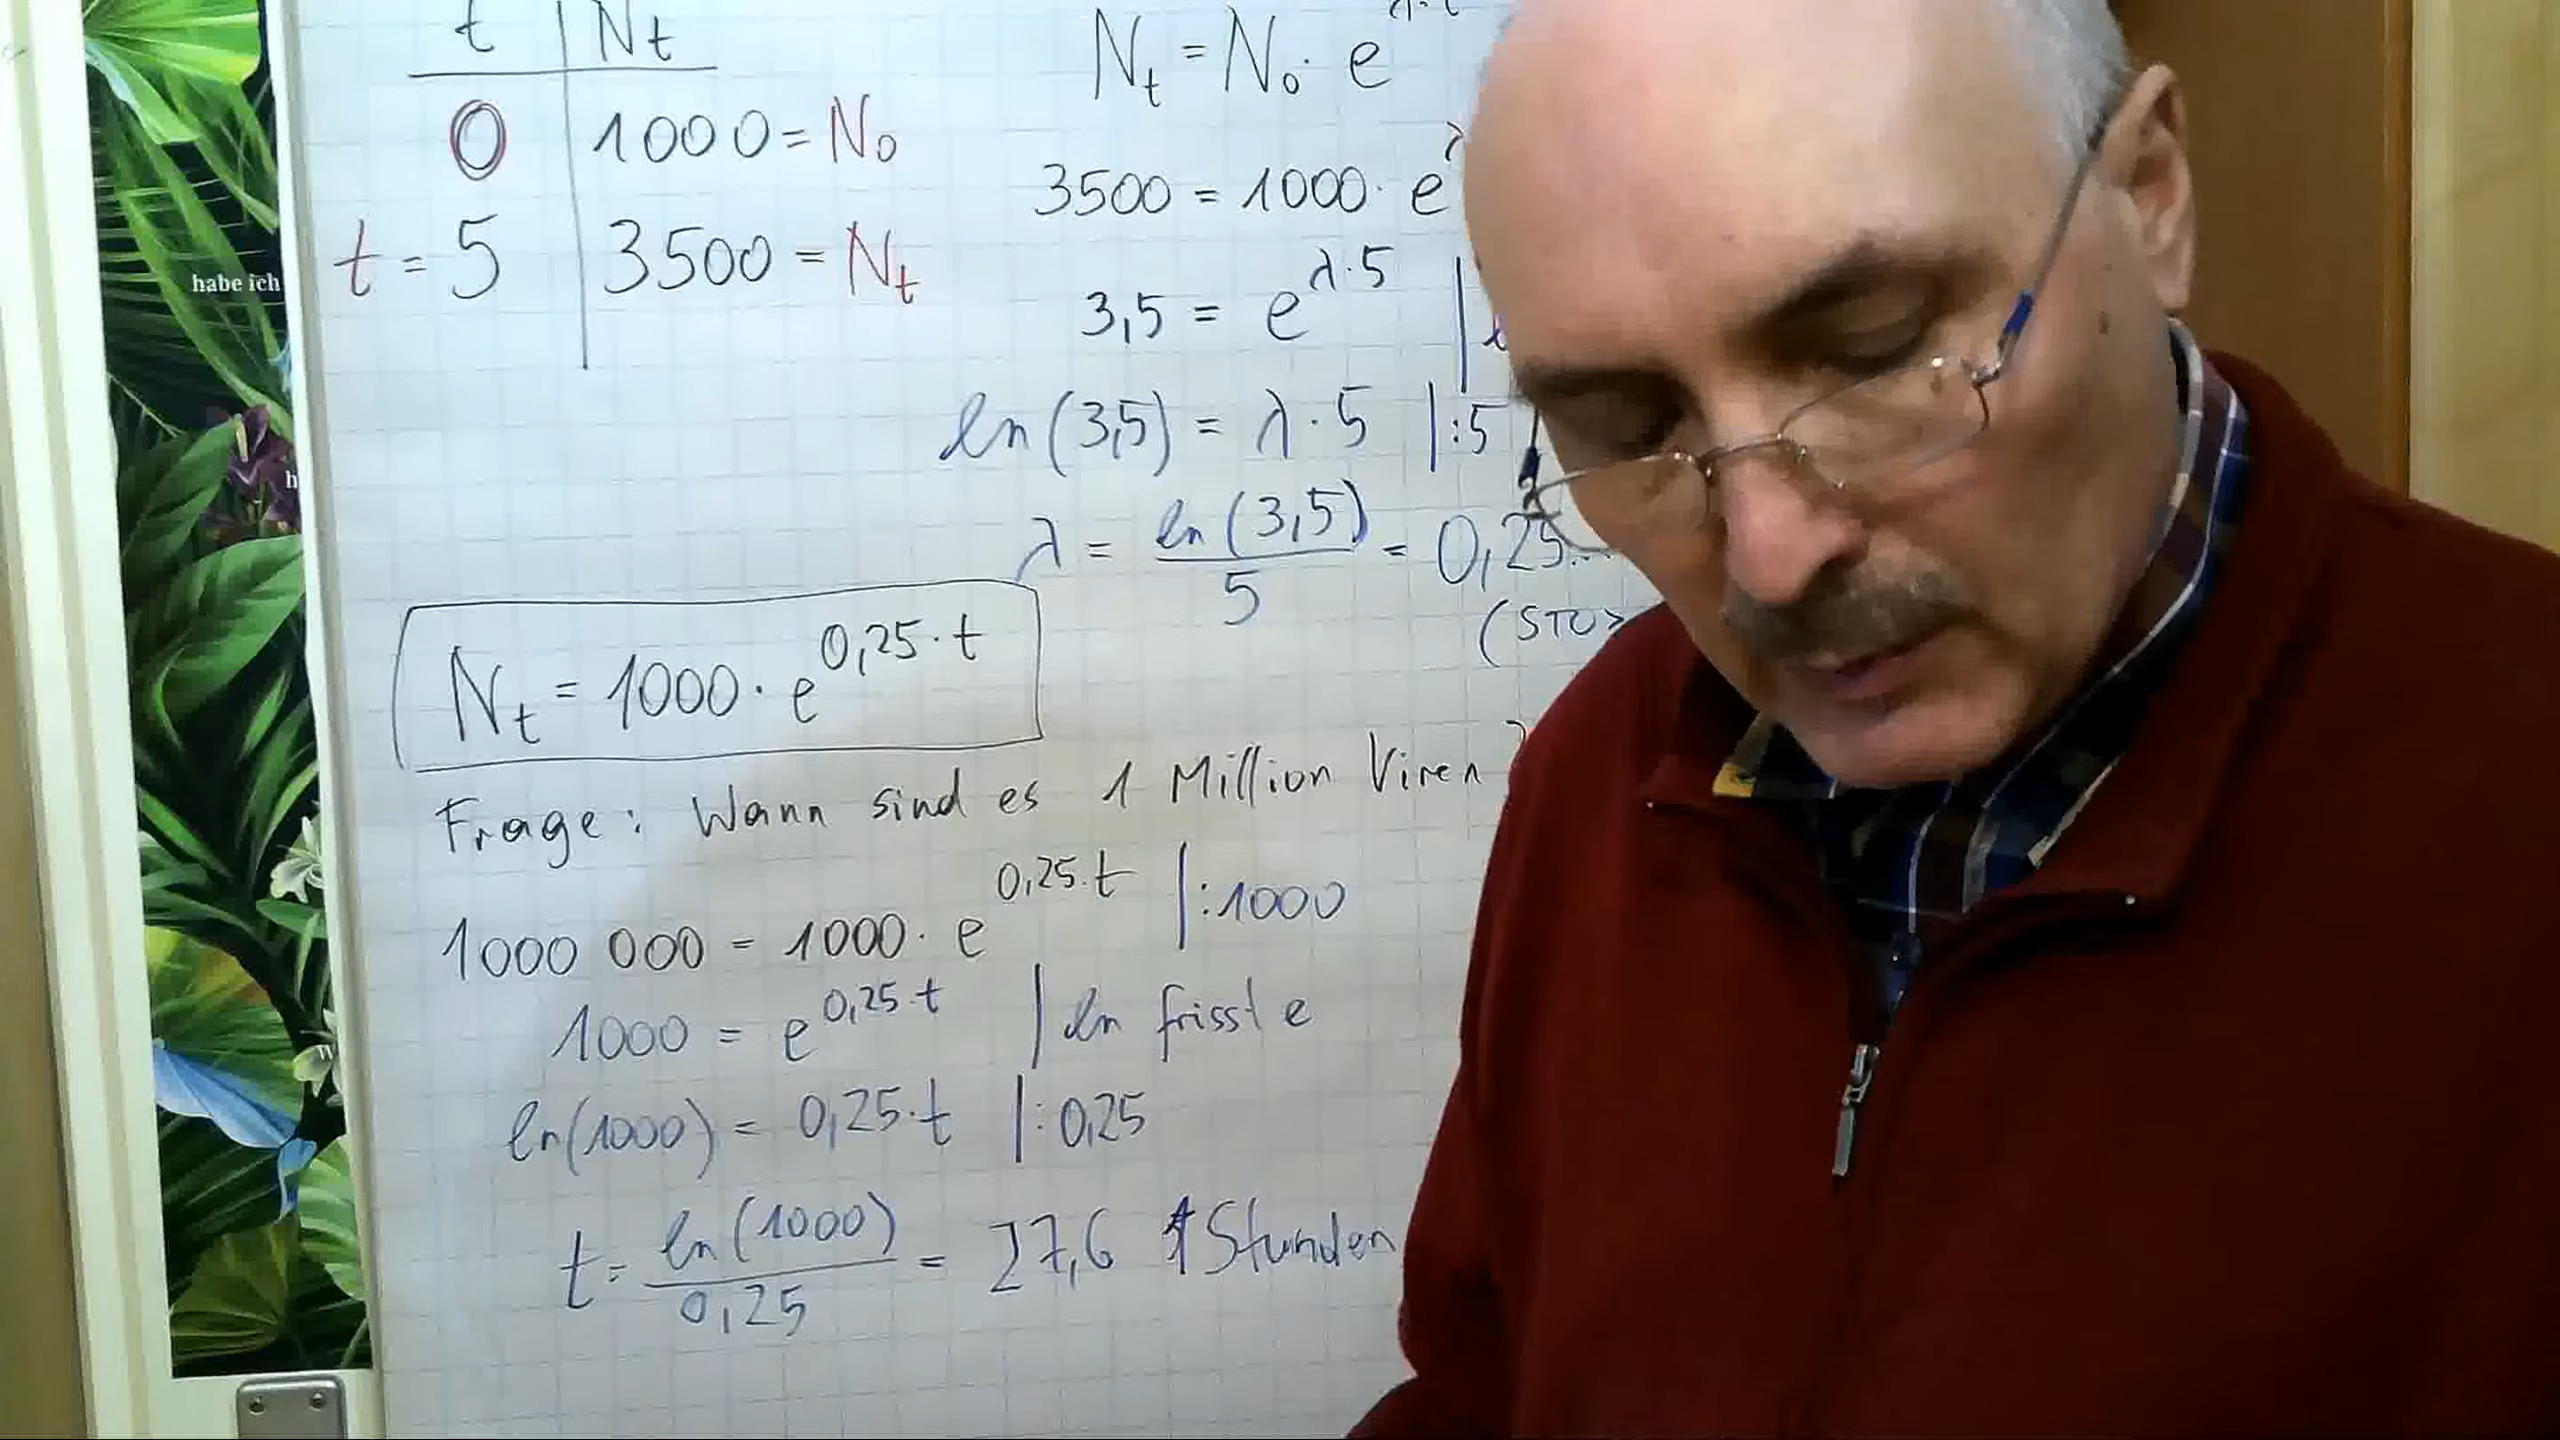 t | Nt
0 | 1000 = N₀
t = 5 | 3500 = Nt
Nt = N₀ · e^λ·t
3500 = 1000 · e^λ
3,5 = e^λ·5 |
ln(3,5) = λ · 5 |:5
λ = ln(3,5)/5 = 0,25...
(STO>
Nt = 1000 · e^0,25·t
Frage: Wann sind es 1 Million Viren?
1000 000 = 1000 · e^0,25·t |:1000
1000 = e^0,25·t | ln frisst e
ln(1000) = 0,25·t |:0,25
t = ln(1000)/0,25 = 27,6 Stunden
habe ich
h
W